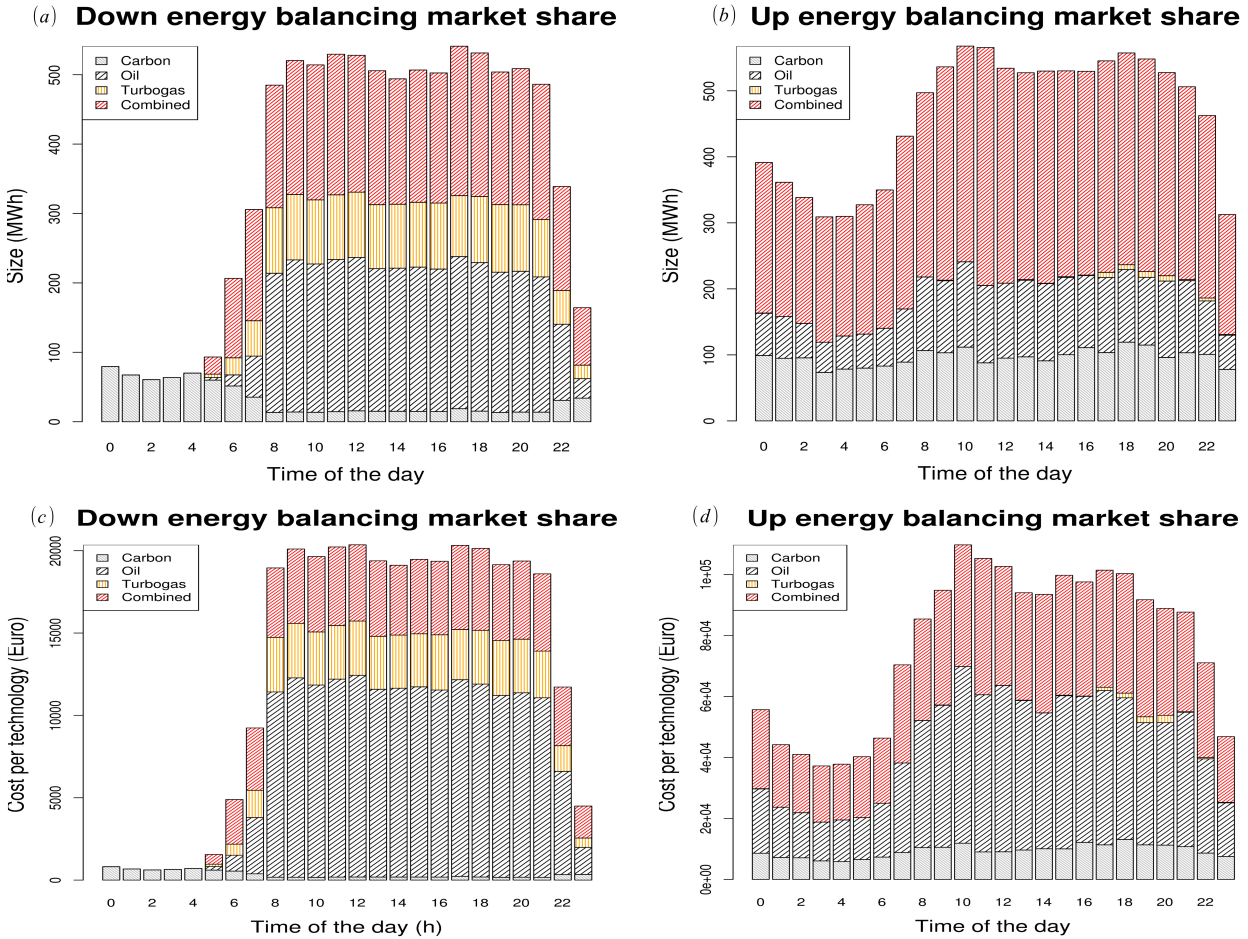 (a) Down energy balancing market share
Carbon
Oil
Turbogas
Combined
Size (MWh)
0 100 200 300 400 500
0 2 4 6 8 10 12 14 16 18 20 22
Time of the day
(b) Up energy balancing market share
Carbon
Oil
Turbogas
Combined
Size (MWh)
0 100 200 300 400 500
0 2 4 6 8 10 12 14 16 18 20 22
Time of the day
(c) Down energy balancing market share
Carbon
Oil
Turbogas
Combined
Cost per technology (Euro)
0 5000 10000 15000 20000
0 2 4 6 8 10 12 14 16 18 20 22
Time of the day (h)
(d) Up energy balancing market share
Carbon
Oil
Turbogas
Combined
Cost per technology (Euro)
0e+00 2e+04 4e+04 6e+04 8e+04 1e+05
0 2 4 6 8 10 12 14 16 18 20 22
Time of the day